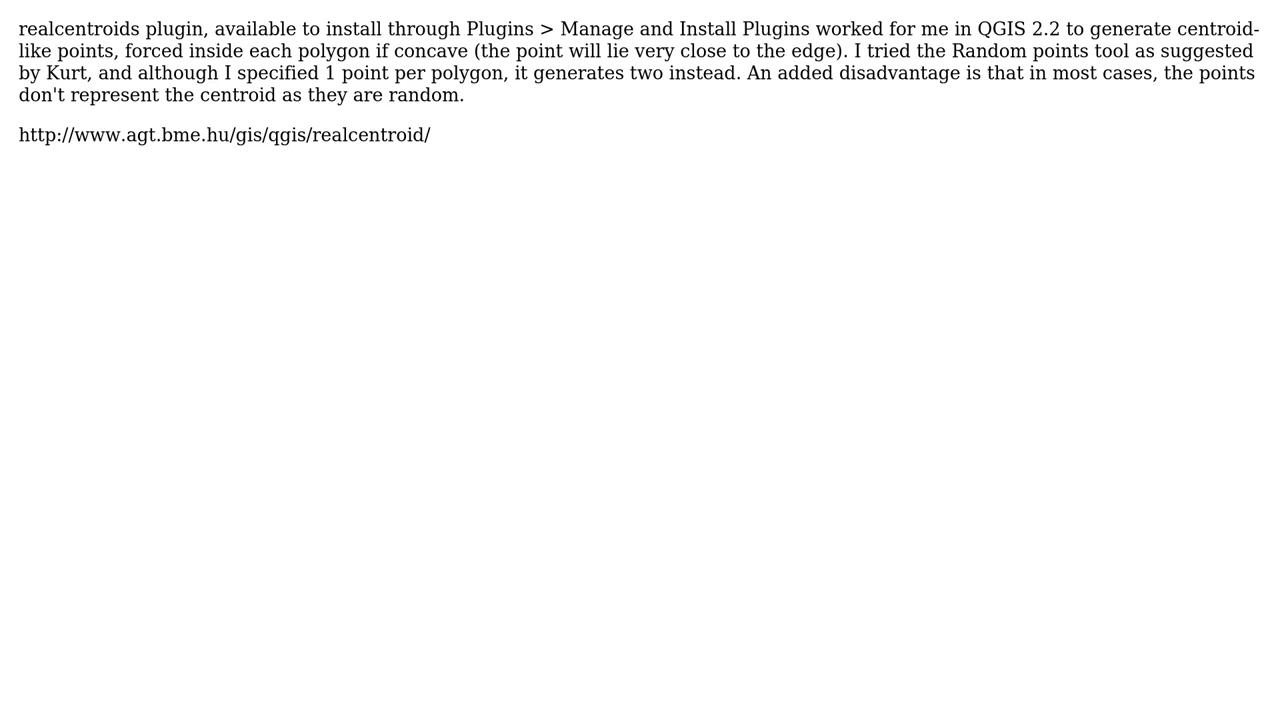 realcentroids plugin, available to install through Plugins > Manage and Install Plugins worked for me in QGIS 2.2 to generate centroid-
like points, forced inside each polygon if concave (the point will lie very close to the edge). I tried the Random points tool as suggested
by Kurt, and although I specified 1 point per polygon, it generates two instead. An added disadvantage is that in most cases, the points
don't represent the centroid as they are random.
http://www.agt.bme.hu/gis/qgis/realcentroid/